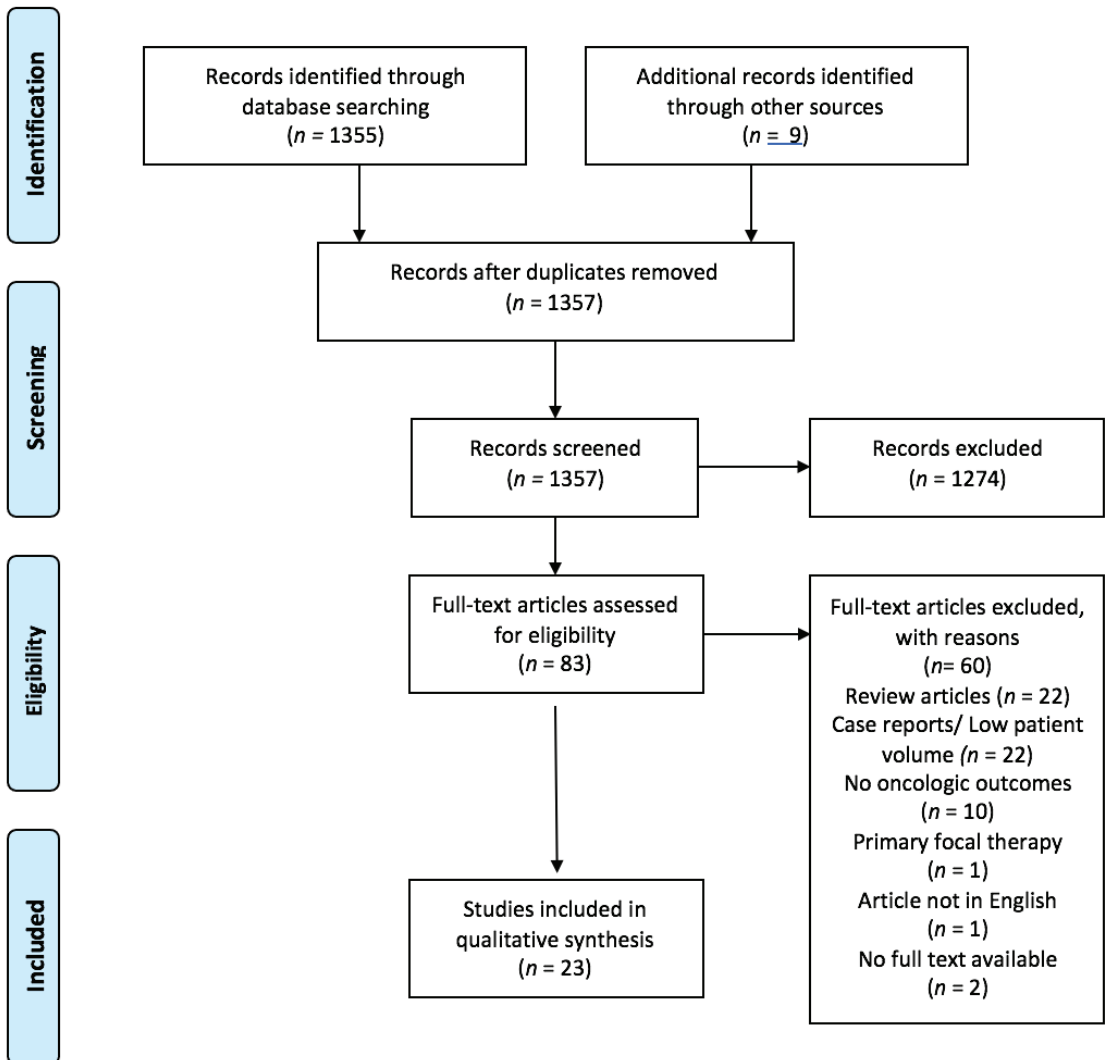 Identification
Records identified through
database searching
(n = 1355)
Additional records identified
through other sources
(n = 9)
Records after duplicates removed
(n = 1357)
Screening
Records screened
(n = 1357)
Records excluded
(n = 1274)
Eligibility
Full-text articles assessed
for eligibility
(n = 83)
Full-text articles excluded,
with reasons
(n= 60)
Review articles (n = 22)
Case reports/ Low patient
volume (n = 22)
No oncologic outcomes
(n = 10)
Primary focal therapy
(n = 1)
Article not in English
(n = 1)
No full text available
(n = 2)
Included
Studies included in
qualitative synthesis
(n = 23)